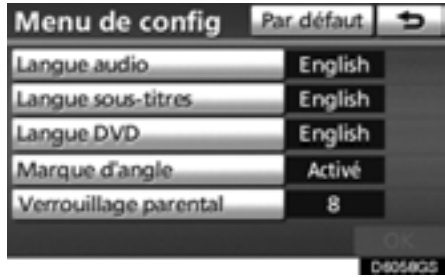 Menu de config Par défaut
Langue audio English
Langue sous-titres English
Langue DVD English
Marque d'angle Activé
Verrouillage parental 8
OK
D6058GS